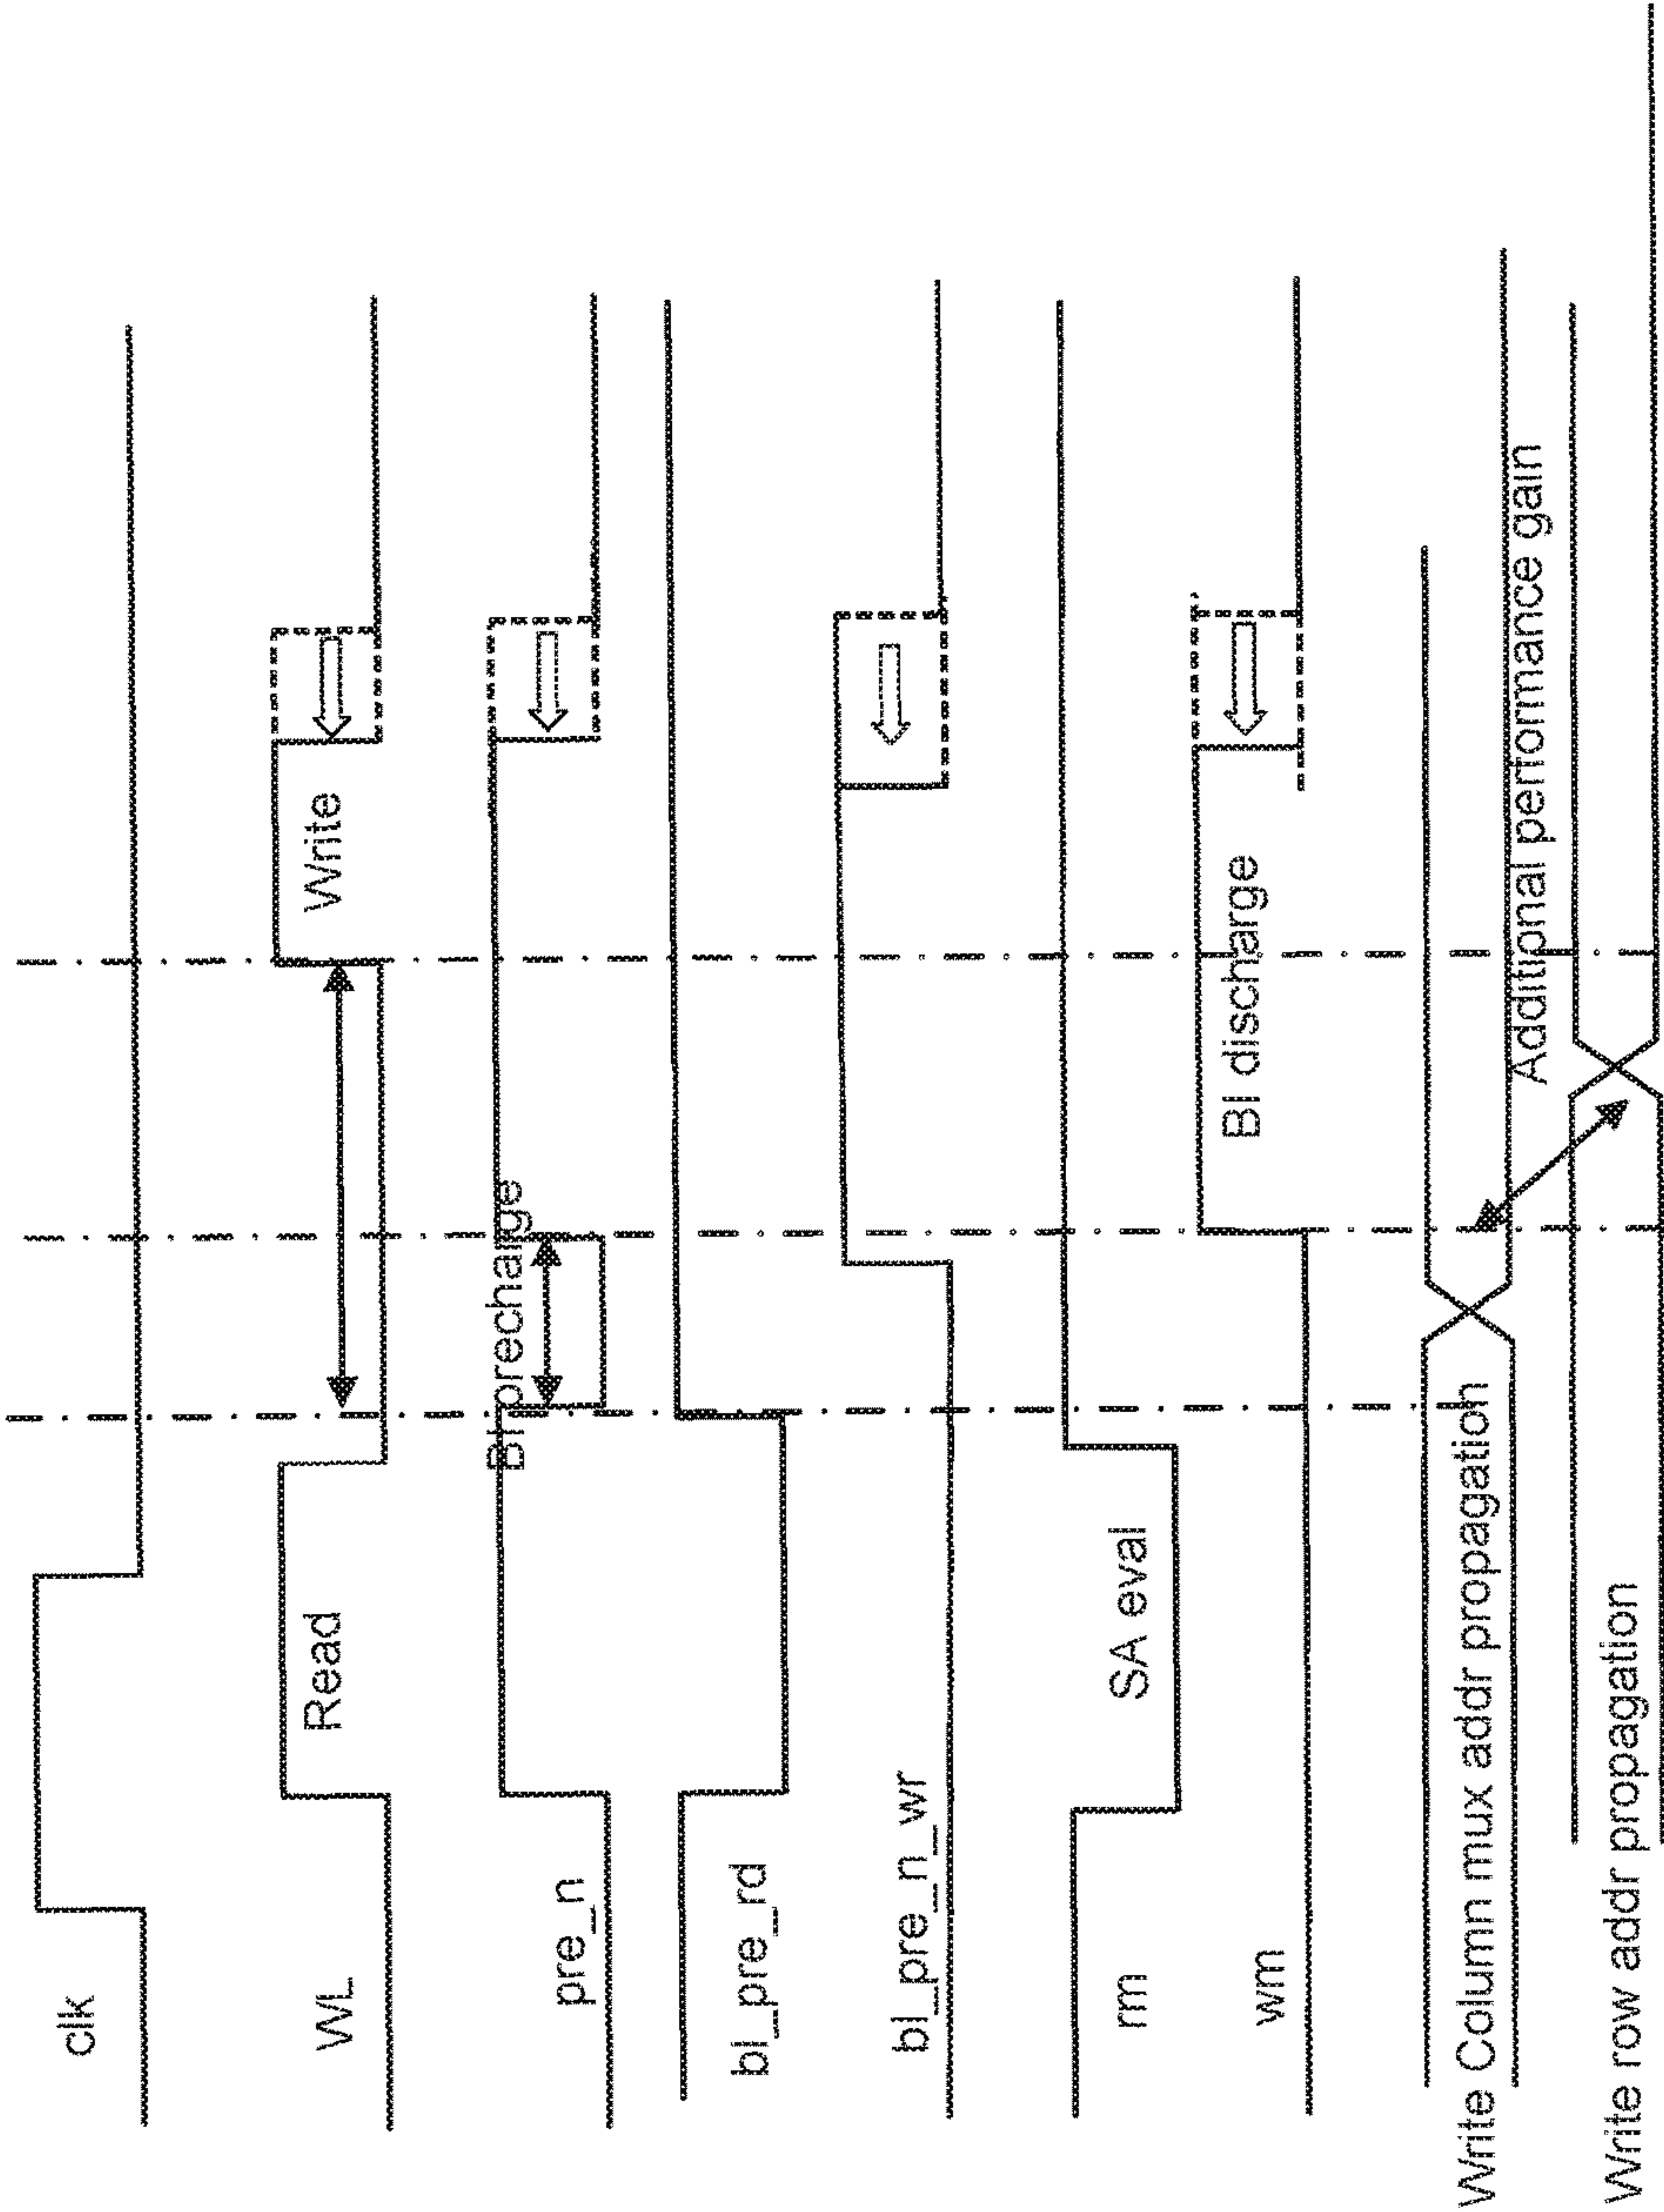 clk
WL
Read
Write
pre_n
Bl precharge
bl_pre_rd
bl_pre_n_wr
rm
SA eval
wm
Bl discharge
Write Column mux addr propagation
Additional performance gain
Write row addr propagation